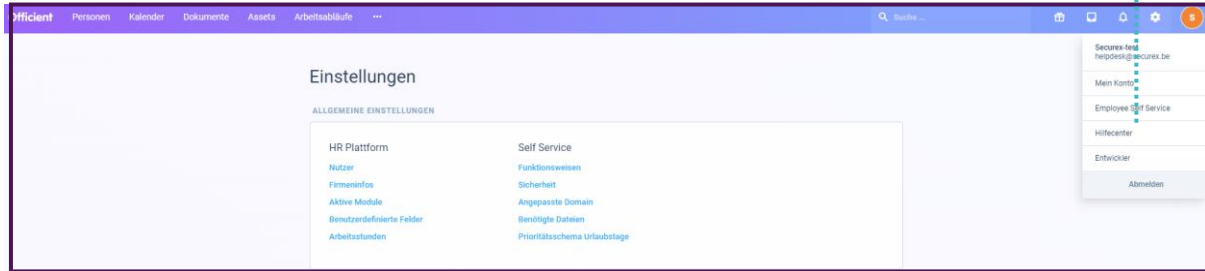 Officient Personen Kalender Dokumente Assets Arbeitsabläufe ··· Suche ... S
Securex-test
helpdesk@securex.be
Mein Konto
Employee Self Service
Hilfecenter
Entwickler
Abmelden
Einstellungen
ALLGEMEINE EINSTELLUNGEN
HR Plattform
Nutzer
Firmeninfos
Aktive Module
Benutzerdefinierte Felder
Arbeitsstunden
Self Service
Funktionsweisen
Sicherheit
Angepasste Domain
Benötigte Dateien
Prioritätsschema Urlaubstage